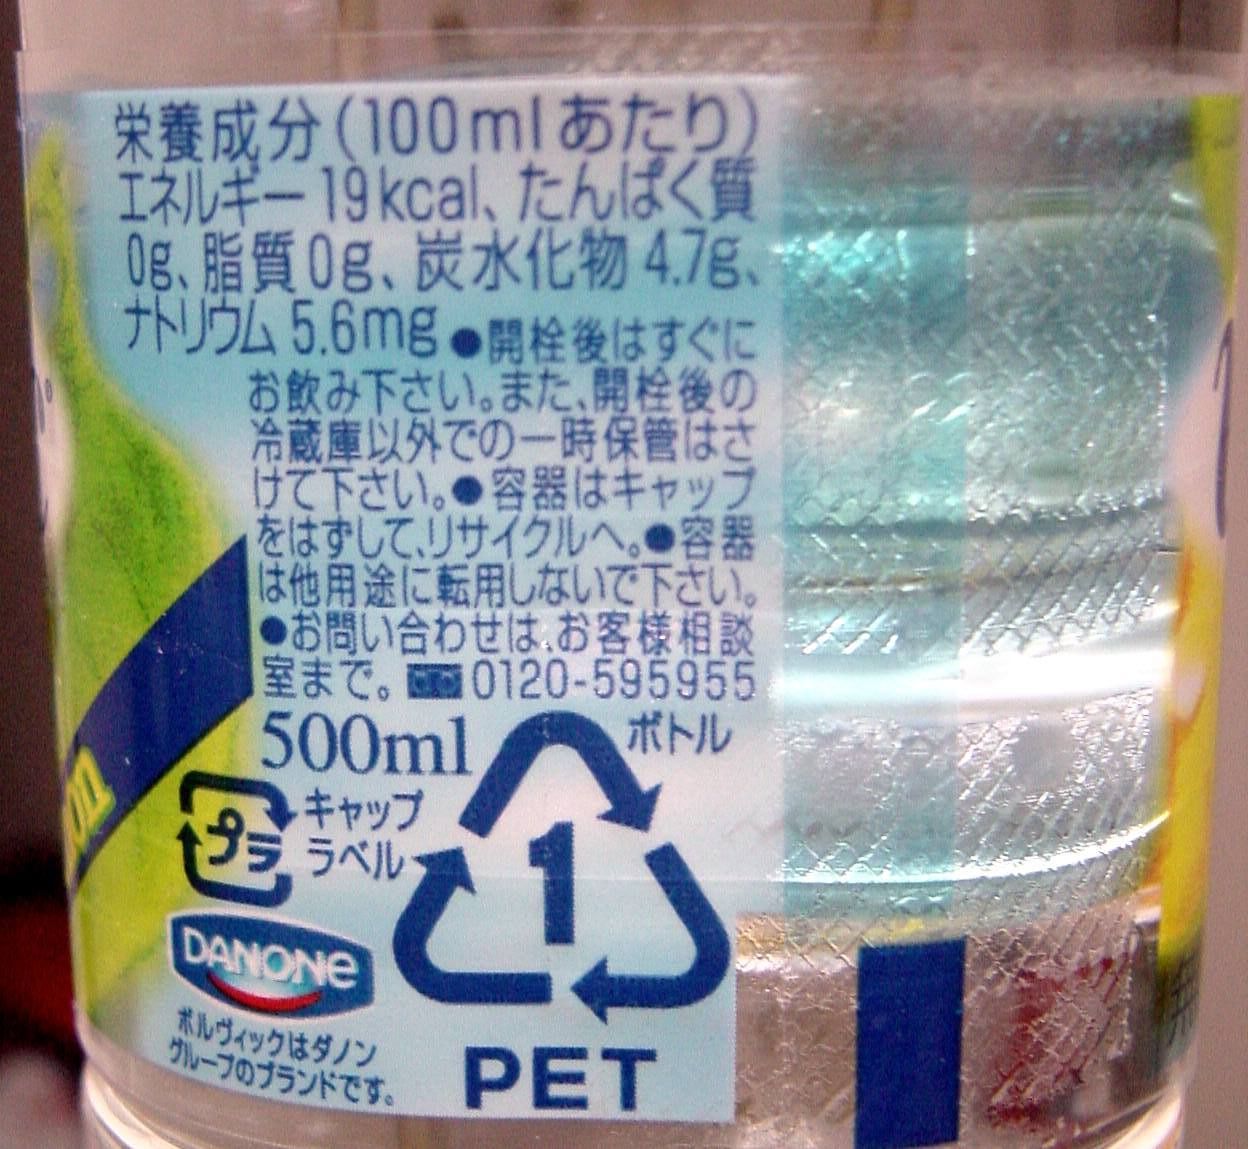 栄養成分(100mlあたり)
エネルギー 19kcal、たんぱく質
0g、脂質0g、炭水化物 4.7g、
ナトリウム 5.6mg ●開栓後はすぐに
お飲み下さい。また、開栓後の
冷蔵庫以外での一時保管はさ
けて下さい。●容器はキャップ
をはずして、リサイクルへ。●容器
は他用途に転用しないで下さい。
●お問い合わせは、お客様相談
室まで。 0120-595955
500ml
ボトル
プラ
キャップ
ラベル
1
PET
DANONE
ボルヴィックはダノン
グループのブランドです。
on